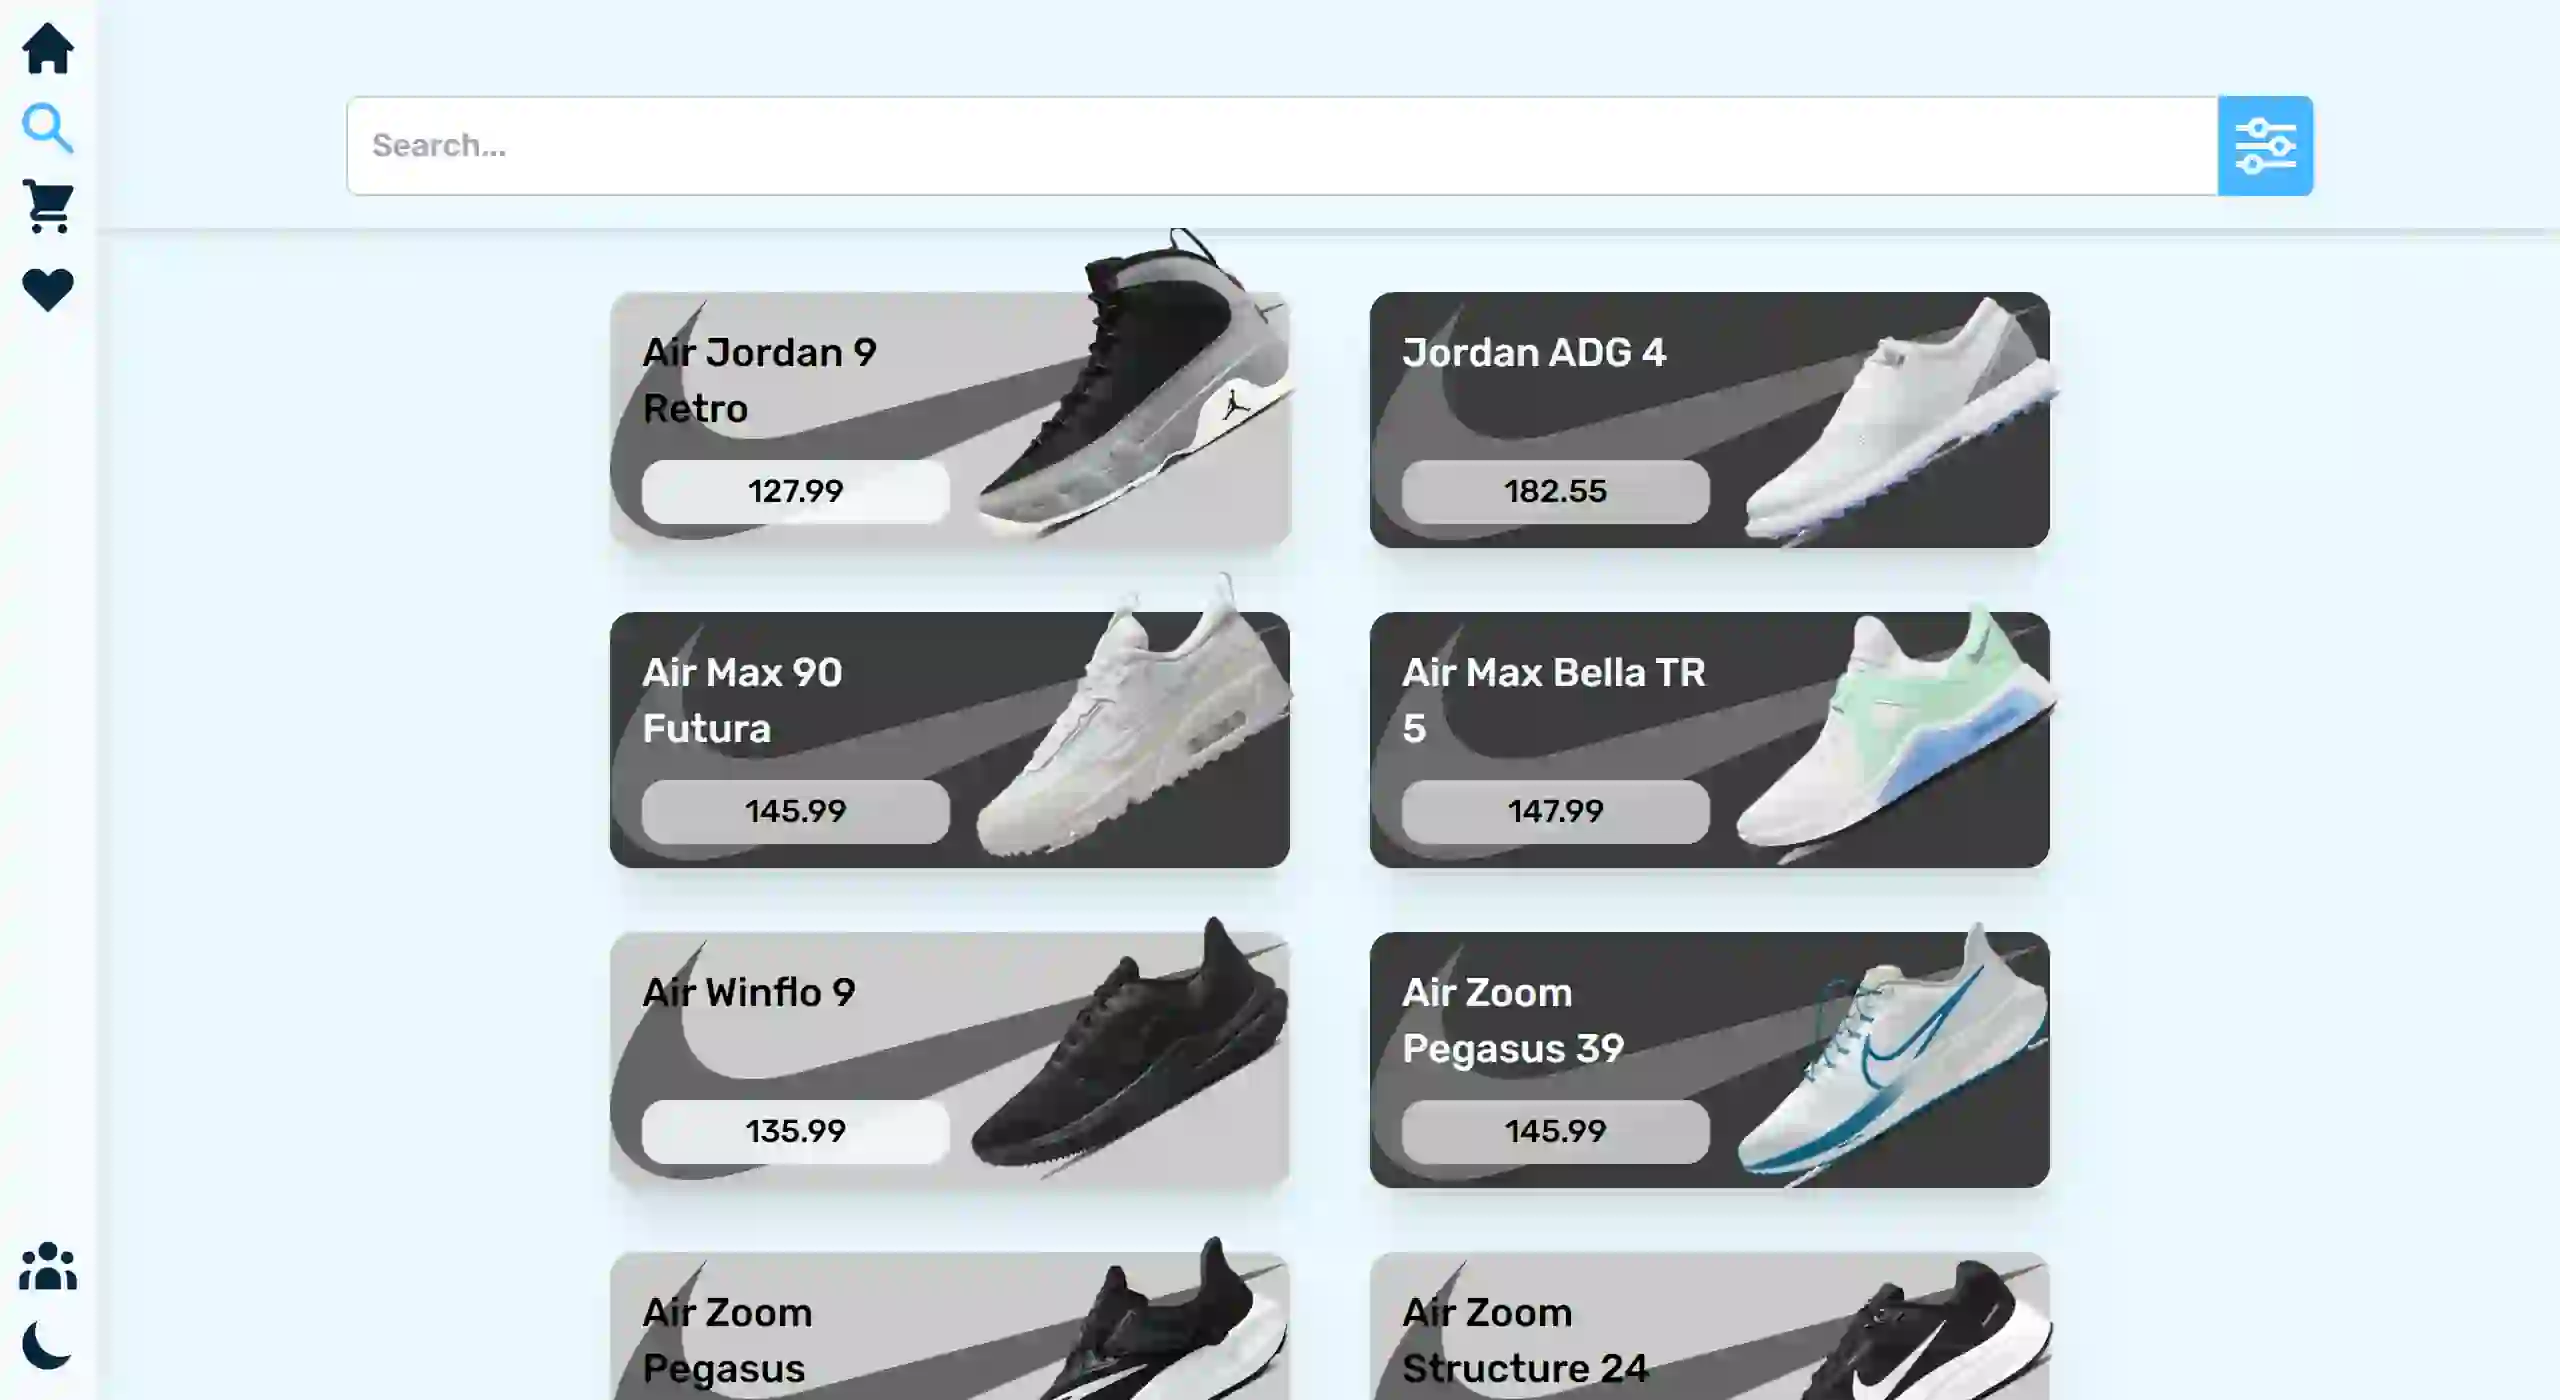 Search...
Air Jordan 9
Retro
127.99
Jordan ADG 4
182.55
Air Max 90
Futura
145.99
Air Max Bella TR
5
147.99
Air Winflo 9
135.99
Air Zoom
Pegasus 39
145.99
Air Zoom
Pegasus
Air Zoom
Structure 24